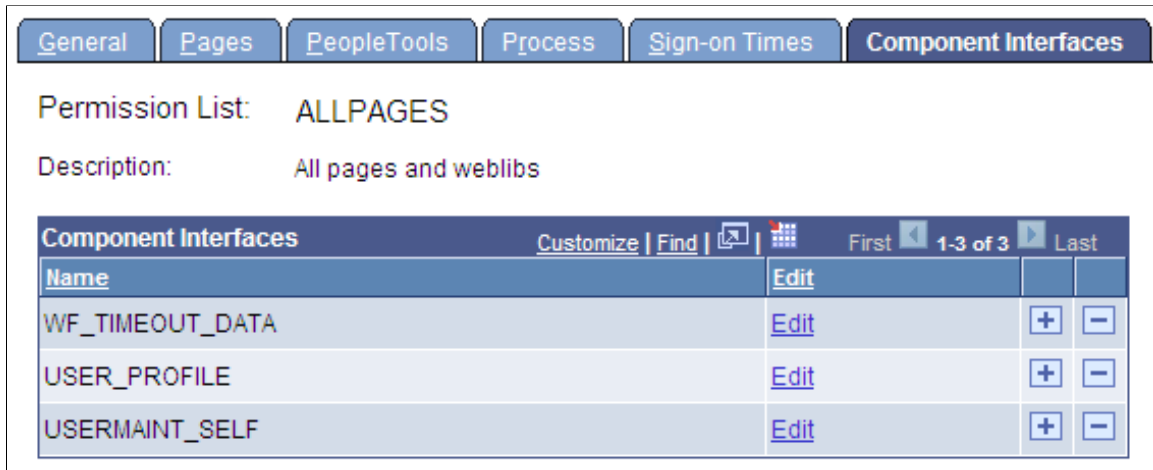 General Pages PeopleTools Process Sign-on Times Component Interfaces
Permission List: ALLPAGES
Description: All pages and weblibs
Component Interfaces Customize | Find | | First 1-3 of 3 Last
Name Edit
WF_TIMEOUT_DATA Edit
USER_PROFILE Edit
USERMAINT_SELF Edit